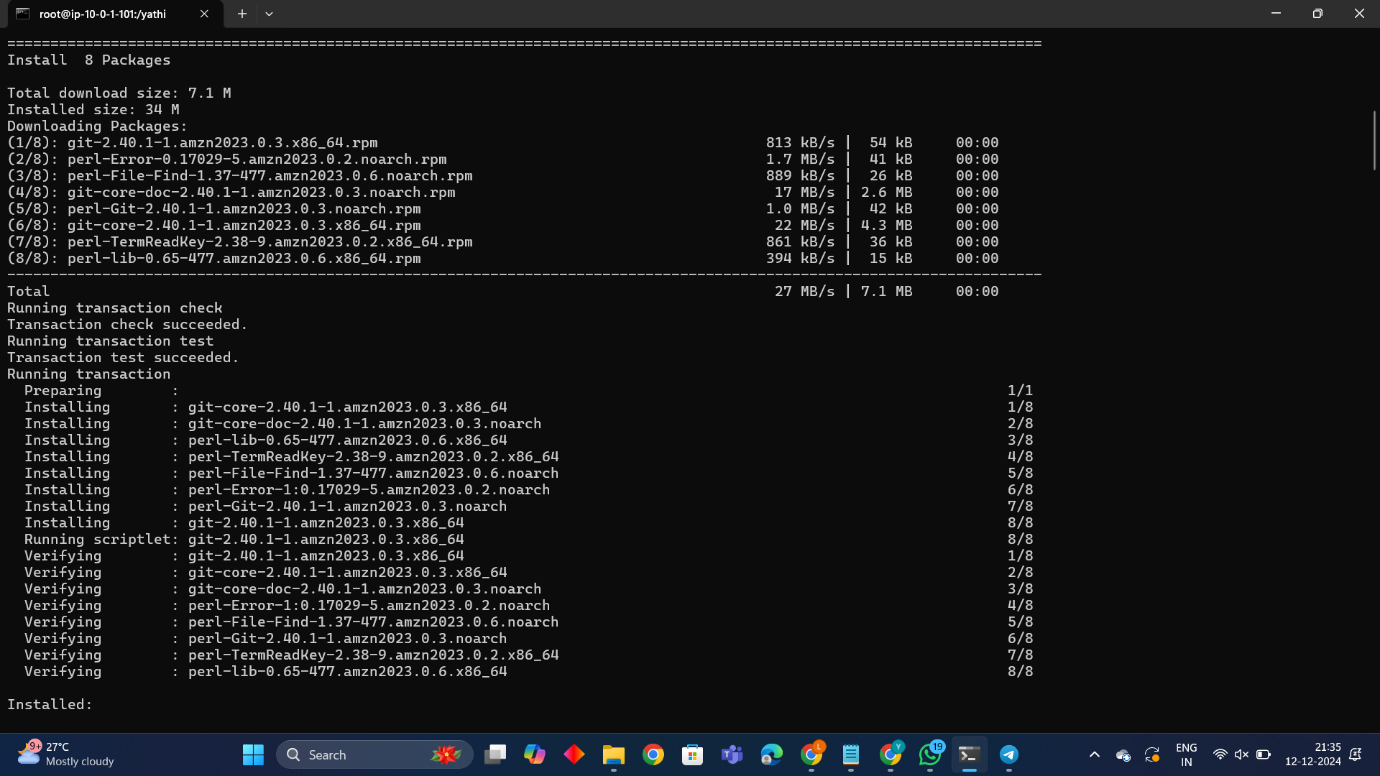 root@ip-10-0-1-101:/yathi
================================================================================
Install  8 Packages
Total download size: 7.1 M
Installed size: 34 M
Downloading Packages:
(1/8): git-2.40.1-1.amzn2023.0.3.x86_64.rpm 813 kB/s | 54 kB 00:00
(2/8): perl-Error-0.17029-5.amzn2023.0.2.noarch.rpm 1.7 MB/s | 41 kB 00:00
(3/8): perl-File-Find-1.37-477.amzn2023.0.6.noarch.rpm 889 kB/s | 26 kB 00:00
(4/8): git-core-doc-2.40.1-1.amzn2023.0.3.noarch.rpm 17 MB/s | 2.6 MB 00:00
(5/8): perl-Git-2.40.1-1.amzn2023.0.3.noarch.rpm 1.0 MB/s | 42 kB 00:00
(6/8): git-core-2.40.1-1.amzn2023.0.3.x86_64.rpm 22 MB/s | 4.3 MB 00:00
(7/8): perl-TermReadKey-2.38-9.amzn2023.0.2.x86_64.rpm 861 kB/s | 36 kB 00:00
(8/8): perl-lib-0.65-477.amzn2023.0.6.x86_64.rpm 394 kB/s | 15 kB 00:00
--------------------------------------------------------------------------------
Total 27 MB/s | 7.1 MB 00:00
Running transaction check
Transaction check succeeded.
Running transaction test
Transaction test succeeded.
Running transaction
Preparing : 1/1
Installing : git-core-2.40.1-1.amzn2023.0.3.x86_64 1/8
Installing : git-core-doc-2.40.1-1.amzn2023.0.3.noarch 2/8
Installing : perl-lib-0.65-477.amzn2023.0.6.x86_64 3/8
Installing : perl-TermReadKey-2.38-9.amzn2023.0.2.x86_64 4/8
Installing : perl-File-Find-1.37-477.amzn2023.0.6.noarch 5/8
Installing : perl-Error-1:0.17029-5.amzn2023.0.2.noarch 6/8
Installing : perl-Git-2.40.1-1.amzn2023.0.3.noarch 7/8
Installing : git-2.40.1-1.amzn2023.0.3.x86_64 8/8
Running scriptlet: git-2.40.1-1.amzn2023.0.3.x86_64 8/8
Verifying : git-2.40.1-1.amzn2023.0.3.x86_64 1/8
Verifying : git-core-2.40.1-1.amzn2023.0.3.x86_64 2/8
Verifying : git-core-doc-2.40.1-1.amzn2023.0.3.noarch 3/8
Verifying : perl-Error-1:0.17029-5.amzn2023.0.2.noarch 4/8
Verifying : perl-File-Find-1.37-477.amzn2023.0.6.noarch 5/8
Verifying : perl-Git-2.40.1-1.amzn2023.0.3.noarch 6/8
Verifying : perl-TermReadKey-2.38-9.amzn2023.0.2.x86_64 7/8
Verifying : perl-lib-0.65-477.amzn2023.0.6.x86_64 8/8
Installed:
9+ 27°C
Mostly cloudy
Search
L
Y
19
ENG
IN
21:35
12-12-2024